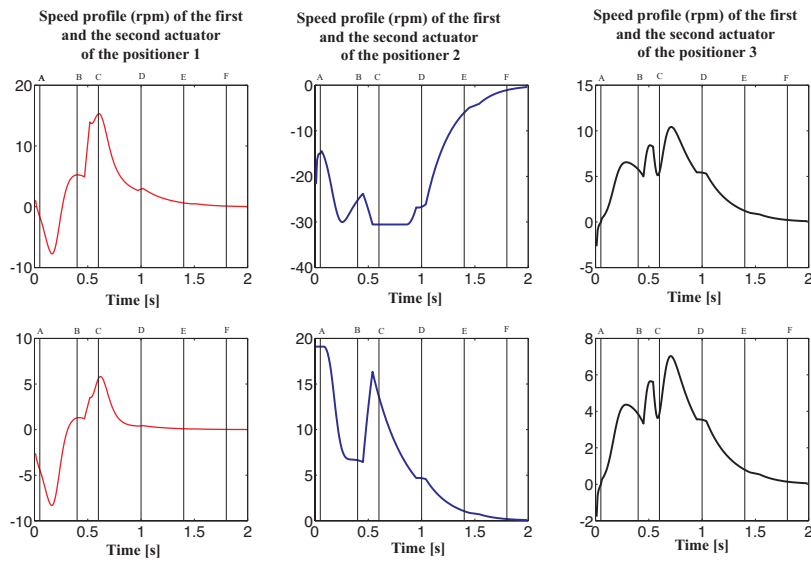 Speed profile (rpm) of the first
and the second actuator
of the positioner 1
Speed profile (rpm) of the first
and the second actuator
of the positioner 2
Speed profile (rpm) of the first
and the second actuator
of the positioner 3
A B C D E F
20
10
0
-10
0 0.5 1 1.5 2
Time [s]
A B C D E F
0
-10
-20
-30
-40
0 0.5 1 1.5 2
Time [s]
A B C D E F
15
10
5
0
-5
0 0.5 1 1.5 2
Time [s]
A B C D E F
10
5
0
-5
-10
0 0.5 1 1.5 2
Time [s]
A B C D E F
20
15
10
5
0
0 0.5 1 1.5 2
Time [s]
A B C D E F
8
6
4
2
0
-2
0 0.5 1 1.5 2
Time [s]